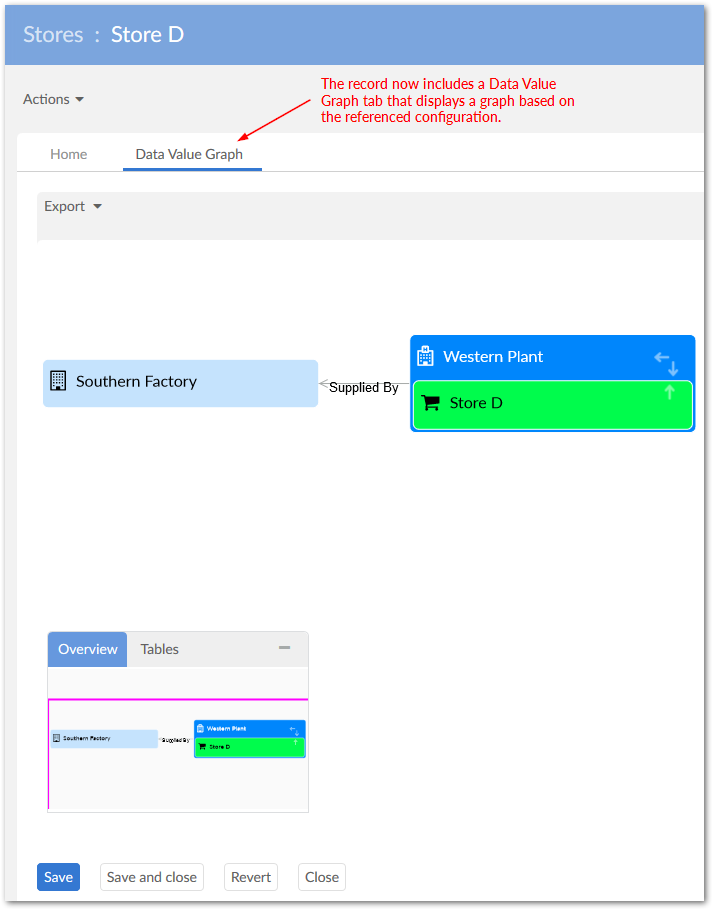 Stores : Store D
Actions
The record now includes a Data Value
Graph tab that displays a graph based on
the referenced configuration.
Home Data Value Graph
Export
Southern Factory
Supplied By
Western Plant
Store D
Overview Tables
Southern Factory
Supplied By
Western Plant
Store D
Save Save and close Revert Close